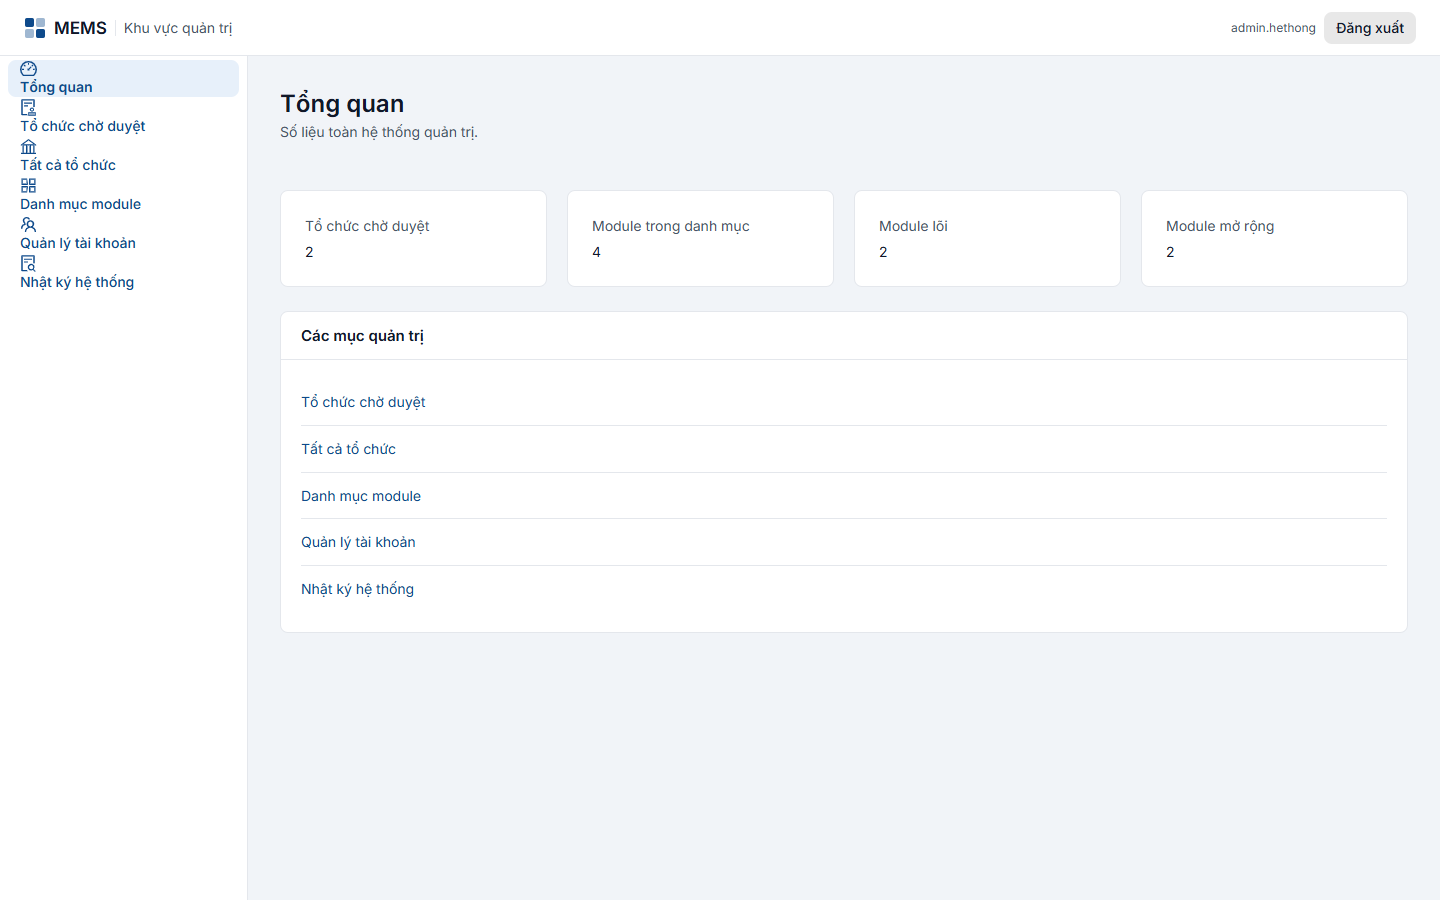 MEMS
Khu vực quản trị
admin.hethong
Đăng xuất
Tổng quan
Tổ chức chờ duyệt
Tất cả tổ chức
Danh mục module
Quản lý tài khoản
Nhật ký hệ thống
Tổng quan
Số liệu toàn hệ thống quản trị.
Tổ chức chờ duyệt
2
Module trong danh mục
4
Module lõi
2
Module mở rộng
2
Các mục quản trị
Tổ chức chờ duyệt
Tất cả tổ chức
Danh mục module
Quản lý tài khoản
Nhật ký hệ thống